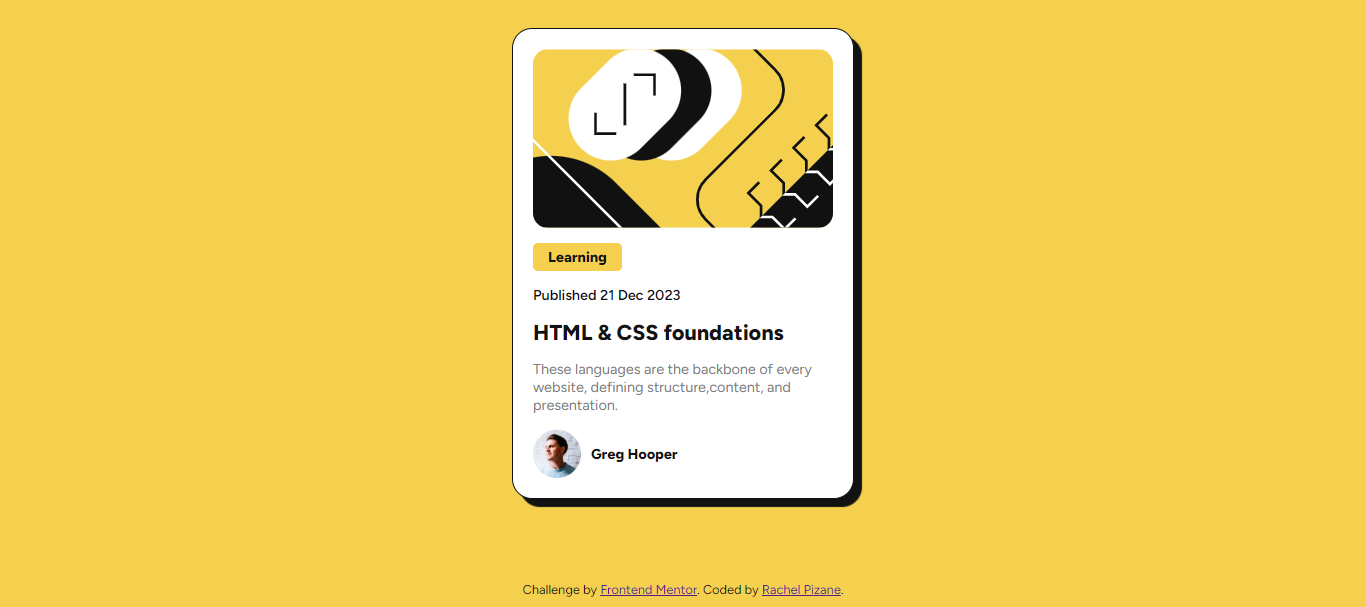 Learning
Published 21 Dec 2023
HTML & CSS foundations
These languages are the backbone of every
website, defining structure,content, and
presentation.
Greg Hooper
Challenge by Frontend Mentor. Coded by Rachel Pizane.